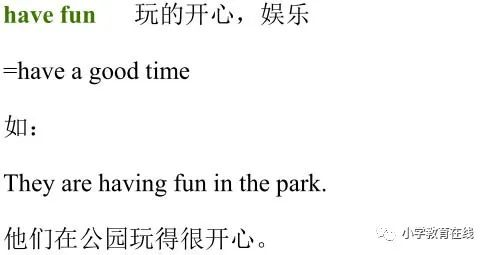 have fun 玩的开心，娱乐
=have a good time
如：
They are having fun in the park.
他们在公园玩得很开心。
小学教育在线